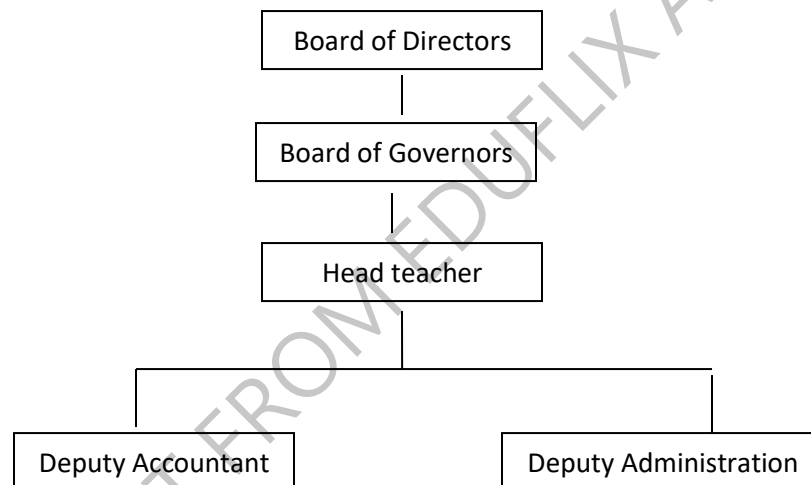 Board of Directors
Board of Governors
Head teacher
Deputy Accountant
Deputy Administration
FROM EDUFLIX